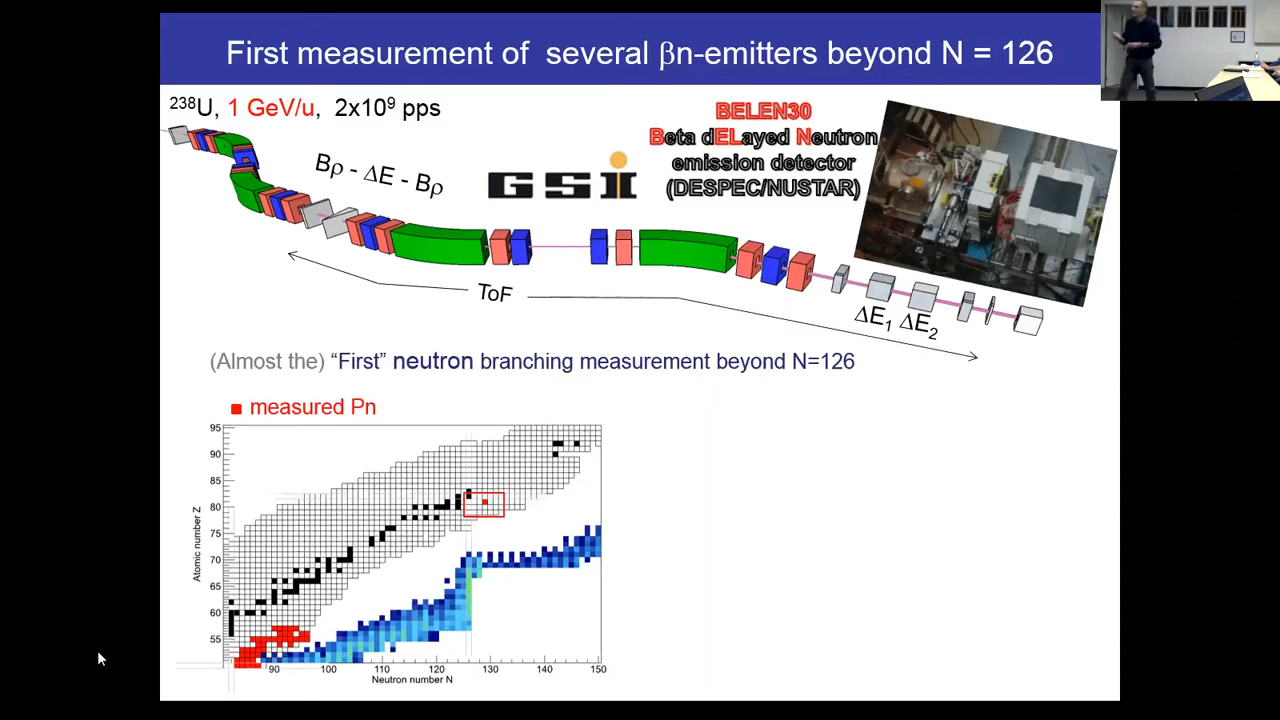 First measurement of several βn-emitters beyond N = 126
²³⁸U, 1 GeV/u, 2x10⁹ pps
Bρ - ΔE - Bρ
GSI
BELEN30
Beta dELayed Neutron
emission detector
(DESPEC/NUSTAR)
ToF
ΔE₁ ΔE₂
(Almost the) “First” neutron branching measurement beyond N=126
measured Pn
Atomic number Z
95
90
85
80
75
70
65
60
55
90 100 110 120 130 140 150
Neutron number N